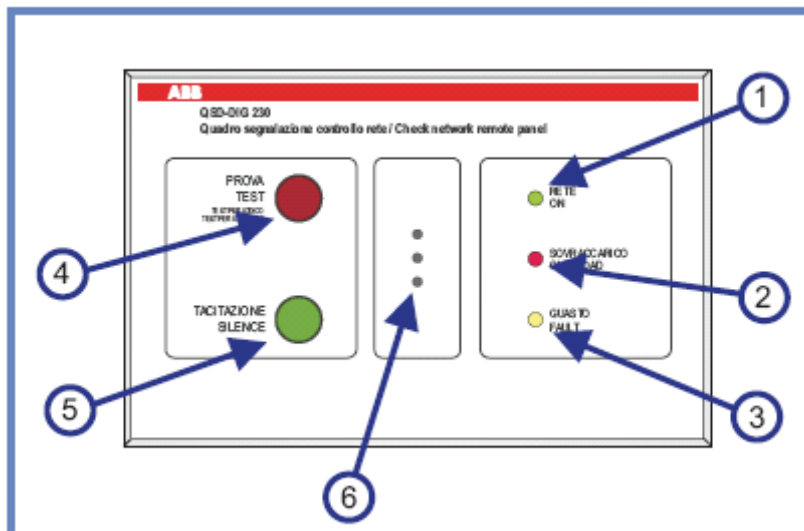 ABB
QSD-DIG 230
Quadro segnalazione controllo rete / Check network remote panel
PROVA
TEST
TACITAZIONE
SILENCE
RETE
ON
SOVRACCARICO
GUASTO
FAULT
1
2
3
4
5
6